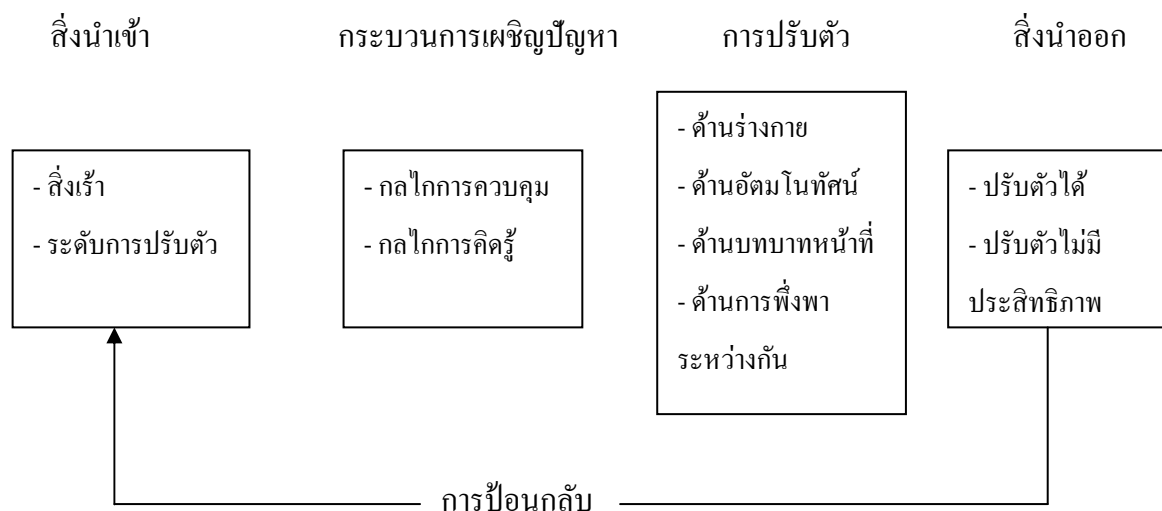 สิ่งนำเข้า
กระบวนการเผชิญปัญหา
การปรับตัว
สิ่งนำออก
- สิ่งเร้า
- ระดับการปรับตัว
- กลไกการควบคุม
- กลไกการคิดรู้
- ด้านร่างกาย
- ด้านอัตมโนทัศน์
- ด้านบทบาทหน้าที่
- ด้านการพึ่งพา
ระหว่างกัน
- ปรับตัวได้
- ปรับตัวไม่มี
ประสิทธิภาพ
การป้อนกลับ